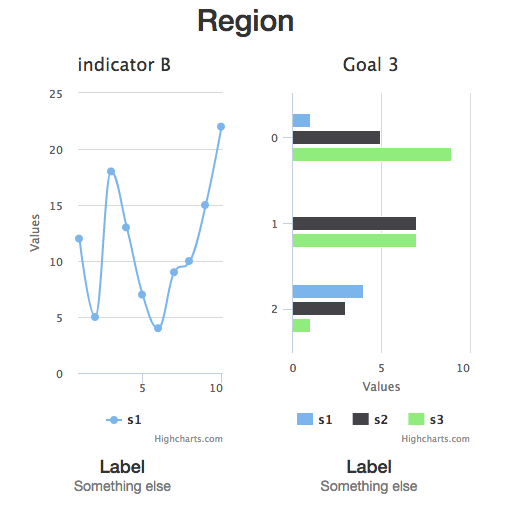 Region
indicator B
25
20
15
10
5
0
Values
5
10
s1
Highcharts.com
Label
Something else
Goal 3
0
1
2
0
5
10
Values
s1 s2 s3
Highcharts.com
Label
Something else